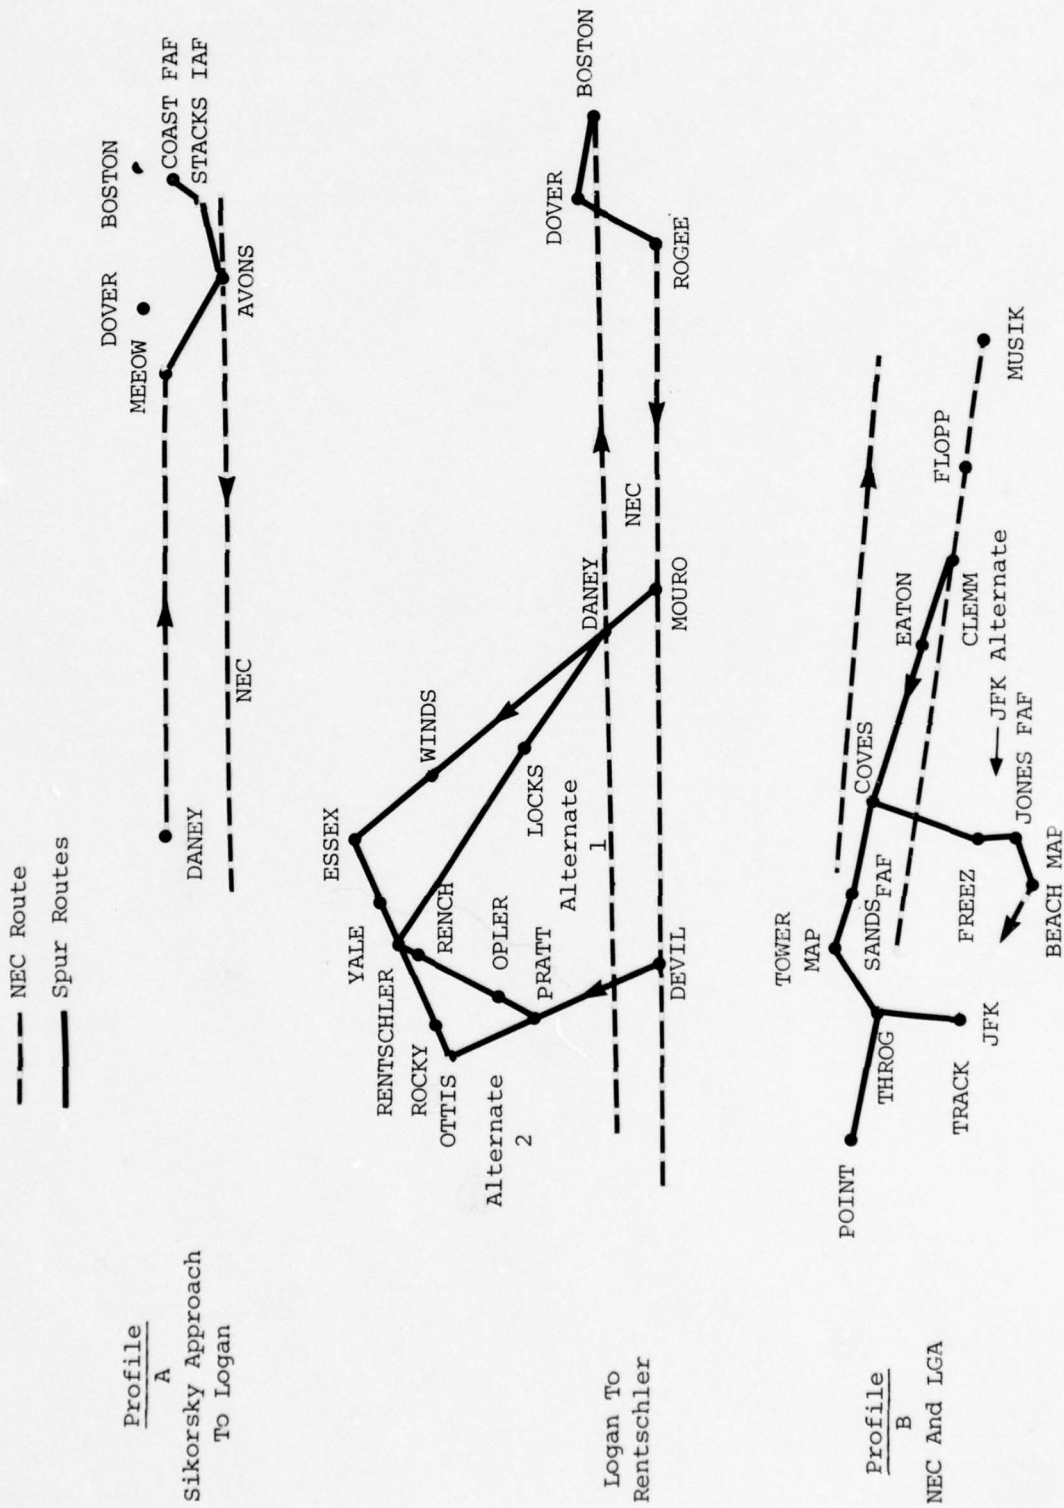 NEC Route
Spur Routes
Profile
A
Sikorsky Approach
To Logan
DANEY
NEC
MEEOW
DOVER
BOSTON
AVONS
COAST FAF
STACKS IAF
Logan To
Rentschler
ESSEX
YALE
RENTSCHLER
ROCKY
OTTIS
Alternate
2
WINDS
RENCH
OPLER
PRATT
LOCKS
Alternate
1
DEVIL
DANEY
MOURO
NEC
DOVER
BOSTON
ROGEE
Profile
B
NEC And LGA
POINT
TOWER
MAP
THROG
TRACK
JFK
SANDS
FAF
COVES
FREEZ
EATON
CLEMM
JFK Alternate
JONES FAF
BEACH MAP
FLOPP
MUSIK